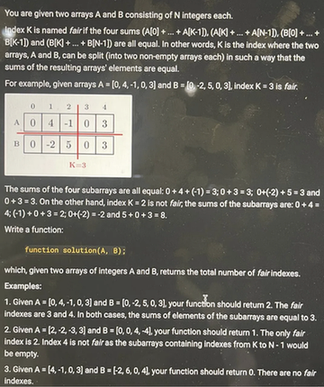 You are given two arrays A and B consisting of N integers each.
Index K is named fair if the four sums (A[0] + ... + A[K-1]), (A[K] + ... + A[N-1]), (B[0] + ... +
B[K-1]) and (B[K] + ... + B[N-1]) are all equal. In other words, K is the index where the two
arrays, A and B, can be split (into two non-empty arrays each) in such a way that the
sums of the resulting arrays' elements are equal.
For example, given arrays A = [0, 4, -1, 0, 3] and B = [0, -2, 5, 0, 3], index K = 3 is fair.
0 1 2 3 4
A 0 4 -1 0 3
B 0 -2 5 0 3
K=3
The sums of the four subarrays are all equal: 0 + 4 + (-1) = 3; 0 + 3 = 3; 0+(-2) + 5 = 3 and
0 + 3 = 3. On the other hand, index K = 2 is not fair, the sums of the subarrays are: 0 + 4 =
4; (-1) + 0 + 3 = 2; 0+(-2) = -2 and 5 + 0 + 3 = 8.
Write a function:
function solution(A, B);
which, given two arrays of integers A and B, returns the total number of fair indexes.
Examples:
1. Given A = [0, 4, -1, 0, 3] and B = [0, -2, 5, 0, 3], your function should return 2. The fair
indexes are 3 and 4. In both cases, the sums of elements of the subarrays are equal to 3.
2. Given A = [2, -2, -3, 3] and B = [0, 0, 4, -4], your function should return 1. The only fair
index is 2. Index 4 is not fair as the subarrays containing indexes from K to N - 1 would
be empty.
3. Given A = [4, -1, 0, 3] and B = [-2, 6, 0, 4], your function should return 0. There are no fair
indexes.